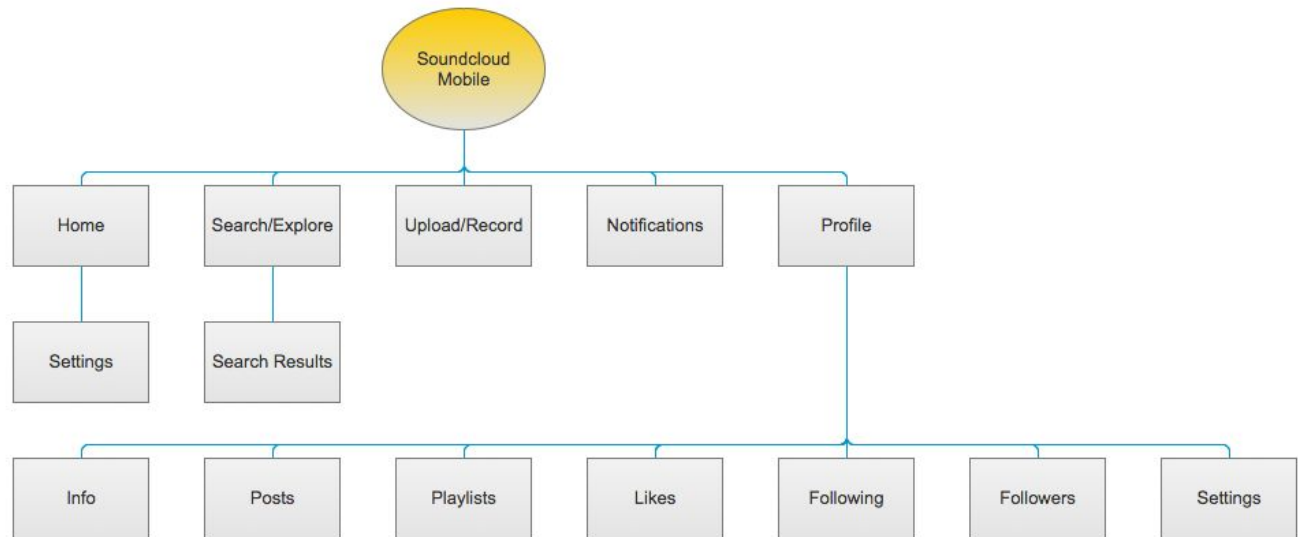 Soundcloud
Mobile
Home
Search/Explore
Upload/Record
Notifications
Profile
Settings
Search Results
Info
Posts
Playlists
Likes
Following
Followers
Settings